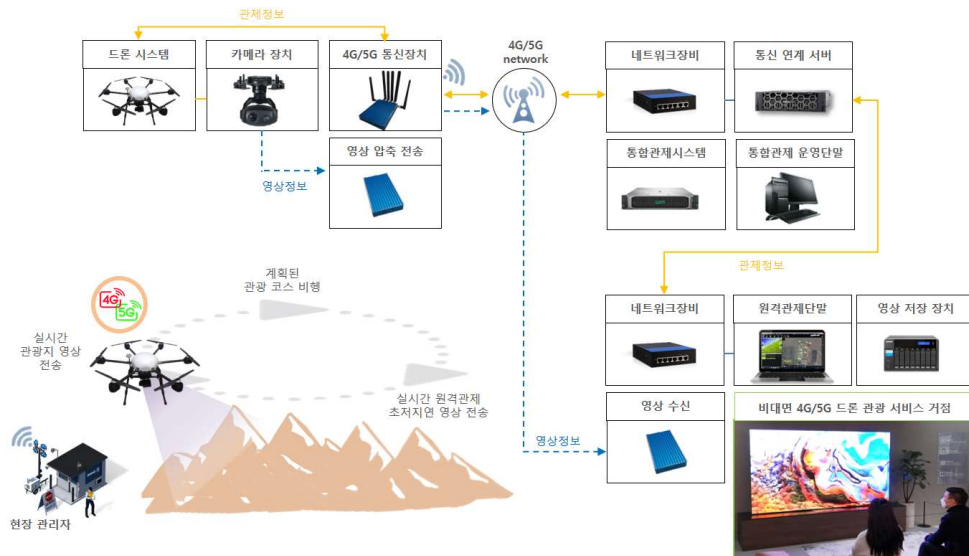 관제정보
드론 시스템
카메라 장치
4G/5G 통신장치
4G/5G
network
네트워크장비
통신 연계 서버
영상 압축 전송
영상정보
통합관제시스템
통합관제 운영단말
관제정보
네트워크장비
원격관제단말
영상 저장 장치
계획된
관광 코스 비행
4G
5G
실시간
관광지 영상
전송
실시간 원격관제
초저지연 영상 전송
영상 수신
비대면 4G/5G 드론 관광 서비스 거점
영상정보
현장 관리자